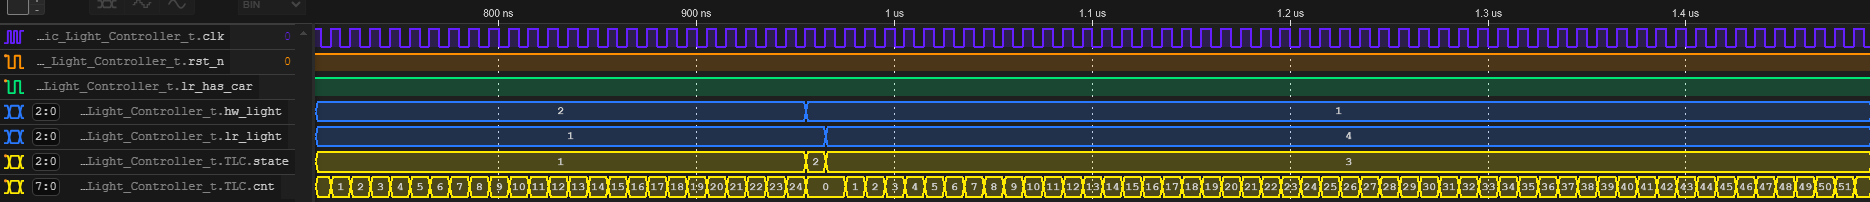 BIN
800 ns 900 ns 1 us 1.1 us 1.2 us 1.3 us 1.4 us
…ic_Light_Controller_t.clk 0
…_Light_Controller_t.rst_n 0
…Light_Controller_t.lr_has_car
2:0 …Light_Controller_t.hw_light 2 1
2:0 …Light_Controller_t.lr_light 1 4
2:0 …Light_Controller_t.TLC.state 1 2 3
7:0 …Light_Controller_t.TLC.cnt 1 2 3 4 5 6 7 8 9 10 11 12 13 14 15 16 17 18 19 20 21 22 23 24 0 1 2 3 4 5 6 7 8 9 10 11 12 13 14 15 16 17 18 19 20 21 22 23 24 25 26 27 28 29 30 31 32 33 34 35 36 37 38 39 40 41 42 43 44 45 46 47 48 49 50 51